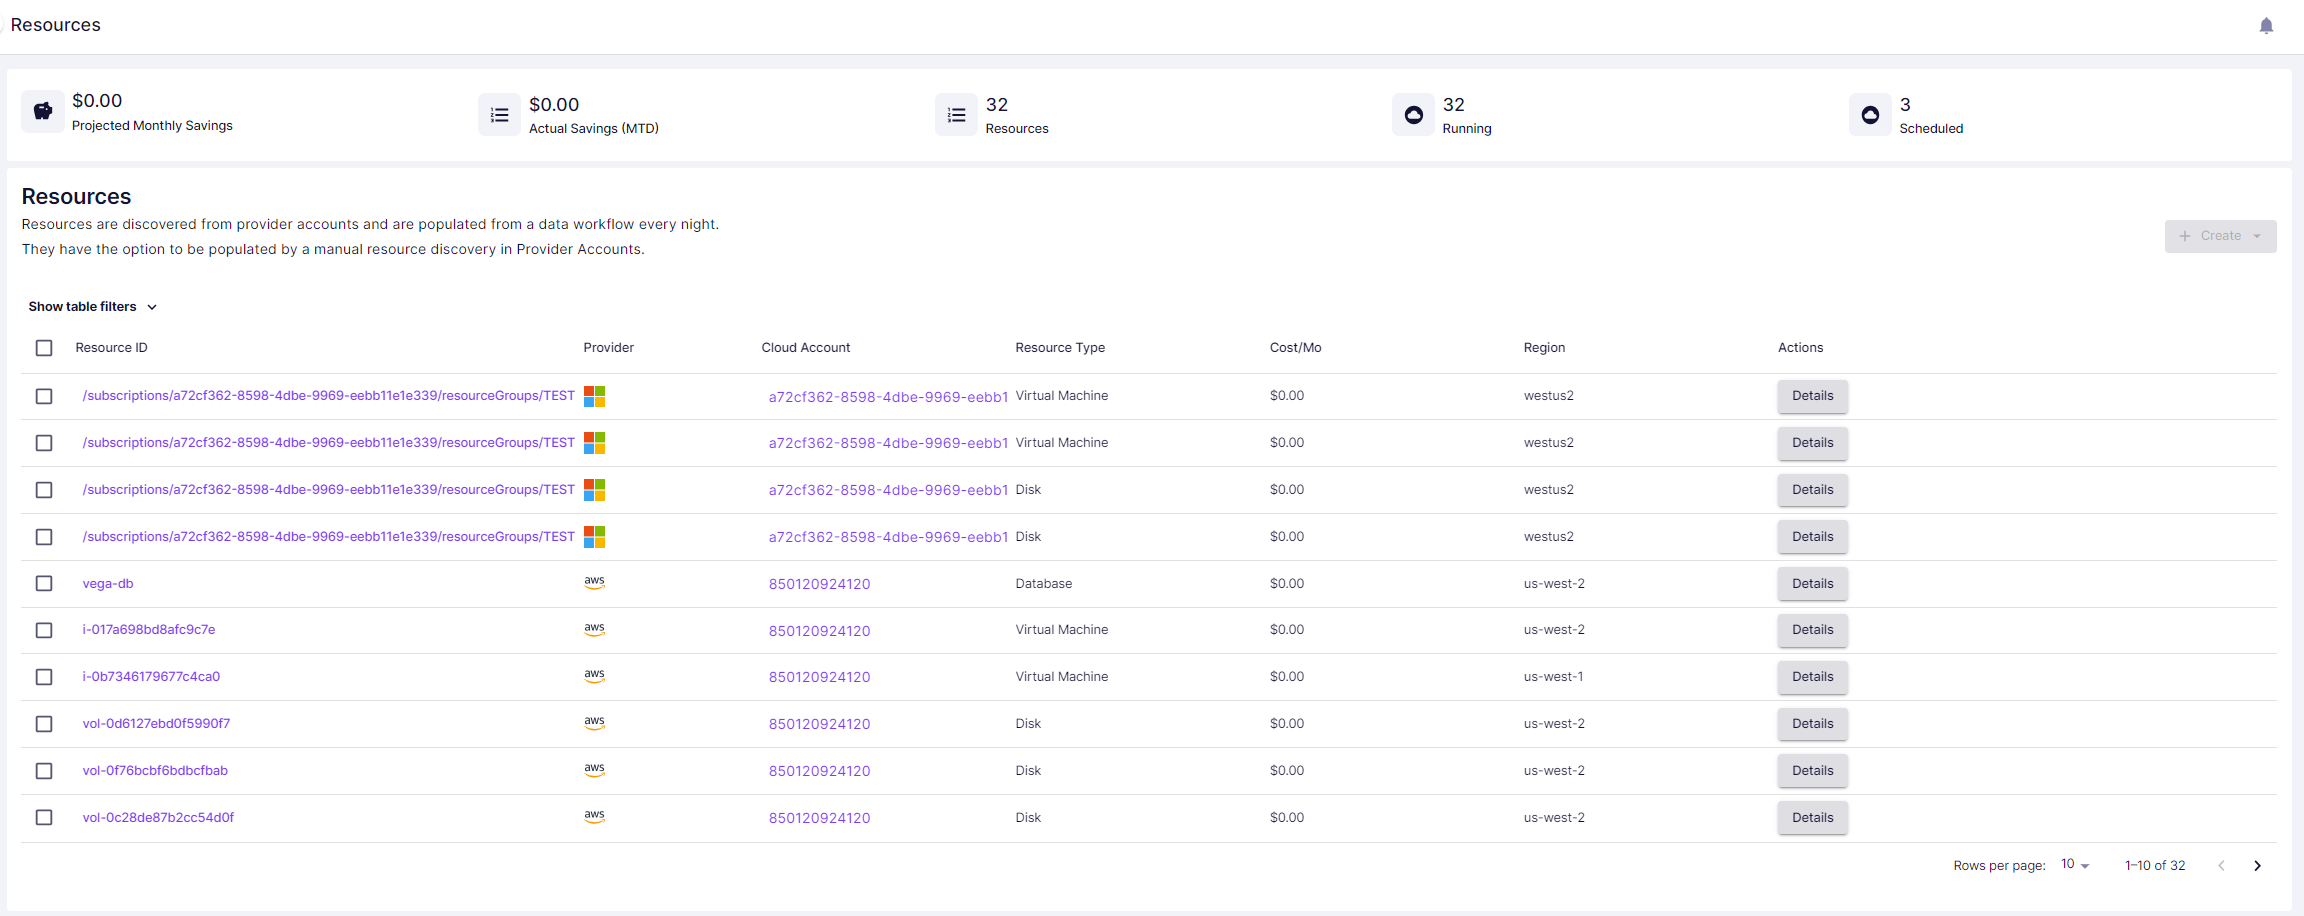 Resources
$0.00
Projected Monthly Savings
$0.00
Actual Savings (MTD)
32
Resources
32
Running
3
Scheduled
Resources
Resources are discovered from provider accounts and are populated from a data workflow every night.
They have the option to be populated by a manual resource discovery in Provider Accounts.
Create
Show table filters
Resource ID Provider Cloud Account Resource Type Cost/Mo Region Actions
/subscriptions/a72cf362-8598-4dbe-9969-eebb11e1e339/resourceGroups/TEST a72cf362-8598-4dbe-9969-eebb1 Virtual Machine $0.00 westus2 Details
/subscriptions/a72cf362-8598-4dbe-9969-eebb11e1e339/resourceGroups/TEST a72cf362-8598-4dbe-9969-eebb1 Virtual Machine $0.00 westus2 Details
/subscriptions/a72cf362-8598-4dbe-9969-eebb11e1e339/resourceGroups/TEST a72cf362-8598-4dbe-9969-eebb1 Disk $0.00 westus2 Details
/subscriptions/a72cf362-8598-4dbe-9969-eebb11e1e339/resourceGroups/TEST a72cf362-8598-4dbe-9969-eebb1 Disk $0.00 westus2 Details
vega-db aws 850120924120 Database $0.00 us-west-2 Details
i-017a698bd8afc9c7e aws 850120924120 Virtual Machine $0.00 us-west-2 Details
i-0b7346179677c4ca0 aws 850120924120 Virtual Machine $0.00 us-west-1 Details
vol-0d6127ebd0f5990f7 aws 850120924120 Disk $0.00 us-west-2 Details
vol-0f76bcbf6bdbcfbab aws 850120924120 Disk $0.00 us-west-2 Details
vol-0c28de87b2cc54d0f aws 850120924120 Disk $0.00 us-west-2 Details
Rows per page: 10 1–10 of 32